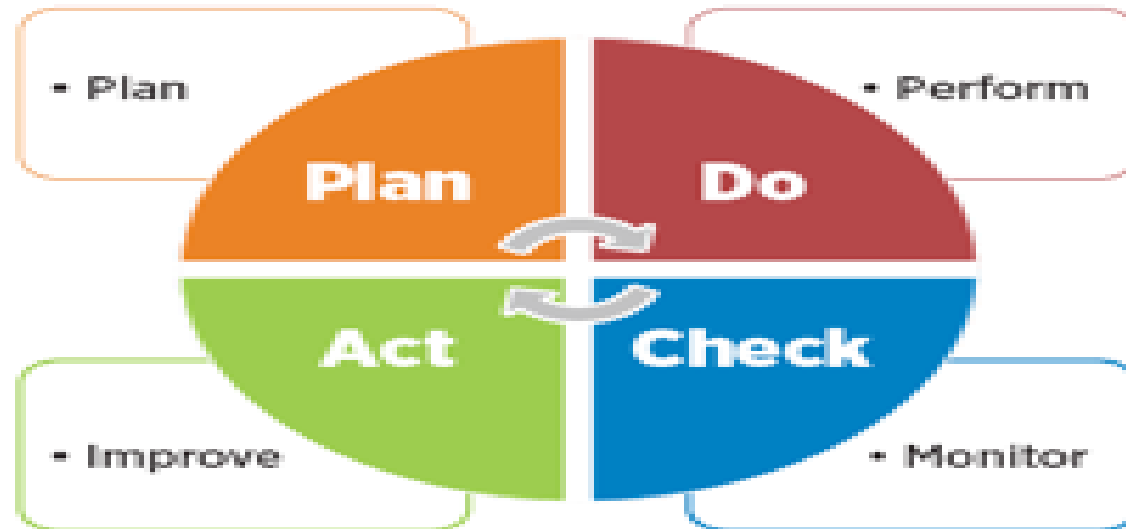 • Plan
• Perform
Plan
Do
Act
Check
• Improve
• Monitor